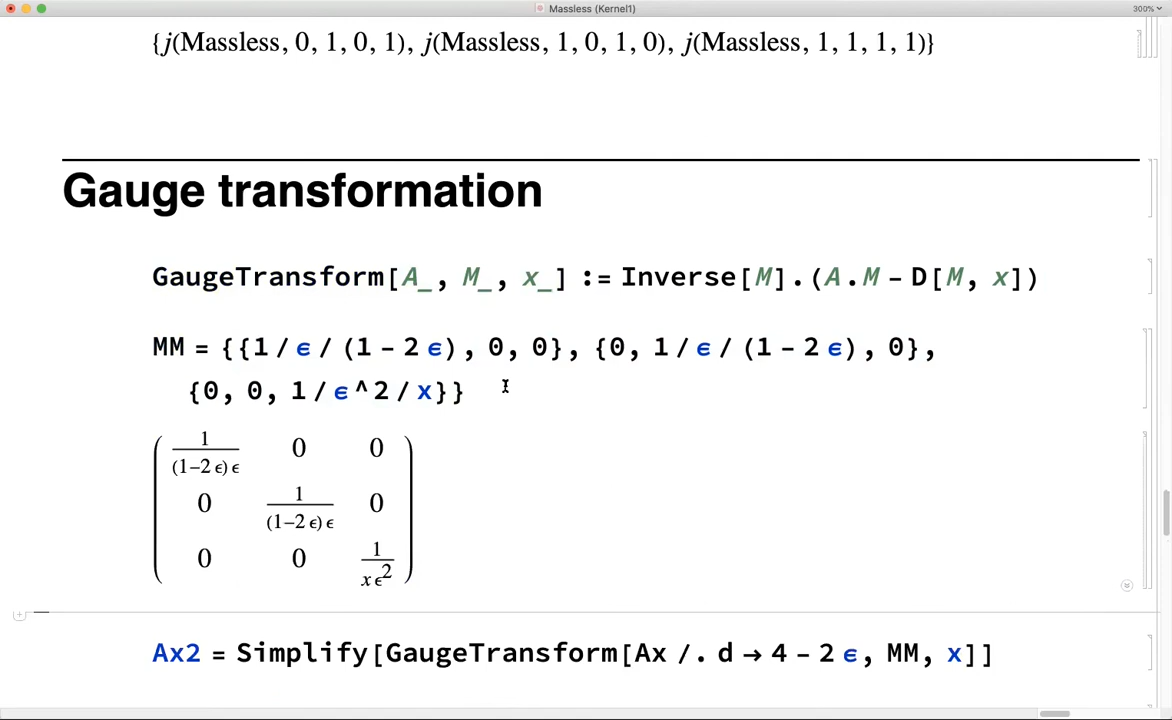 Massless (Kernel1)
300%
{j(Massless, 0, 1, 0, 1), j(Massless, 1, 0, 1, 0), j(Massless, 1, 1, 1, 1)}
Gauge transformation
GaugeTransform[A_, M_, x_] := Inverse[M].(A.M - D[M, x])
MM = {{1/ϵ/(1-2ϵ), 0, 0}, {0, 1/ϵ/(1-2ϵ), 0},
{0, 0, 1/ϵ^2/x}}
1/((1-2 ϵ) ϵ) 0 0
0 1/((1-2 ϵ) ϵ) 0
0 0 1/(x ϵ²)
Ax2 = Simplify[GaugeTransform[Ax /. d → 4 - 2 ϵ, MM, x]]